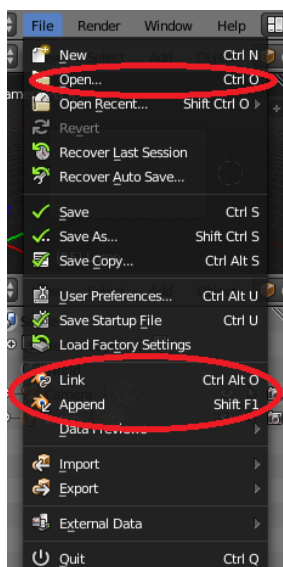 File Render Window Help
New Ctrl N
Open... Ctrl O
Open Recent... Shift Ctrl O
Revert
Recover Last Session
Recover Auto Save...
Save Ctrl S
Save As... Shift Ctrl S
Save Copy... Ctrl Alt S
User Preferences... Ctrl Alt U
Save Startup File Ctrl U
Load Factory Settings
Link Ctrl Alt O
Append Shift F1
Data Previews
Import
Export
External Data
Quit Ctrl Q